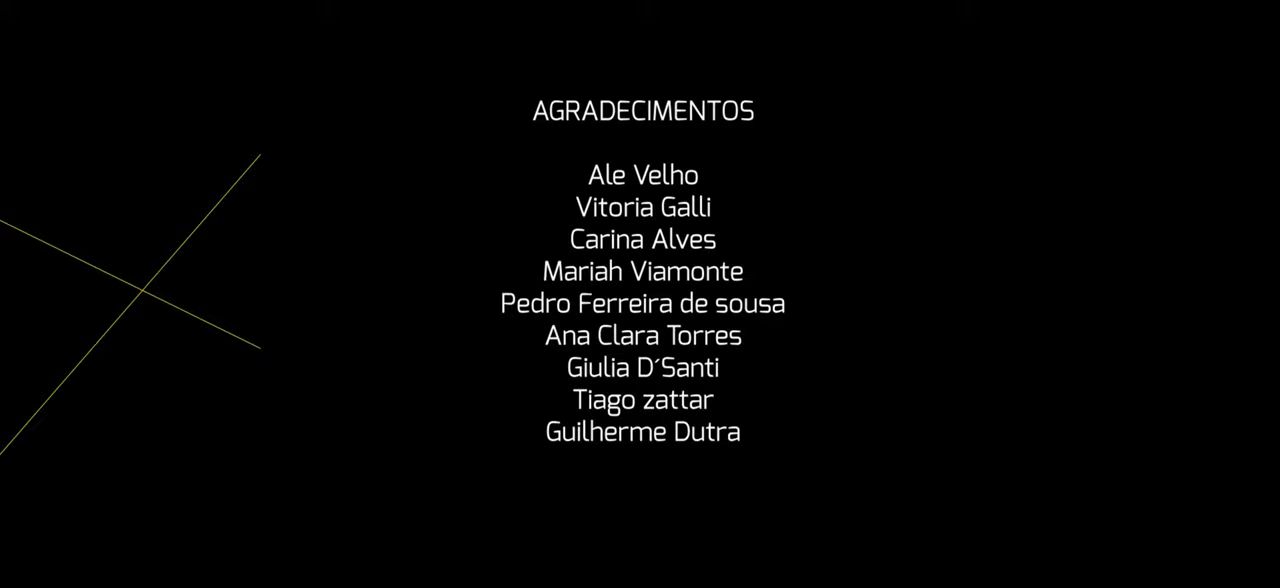 AGRADECIMENTOS
Ale Velho
Vitoria Galli
Carina Alves
Mariah Viamonte
Pedro Ferreira de sousa
Ana Clara Torres
Giulia D´Santi
Tiago zattar
Guilherme Dutra